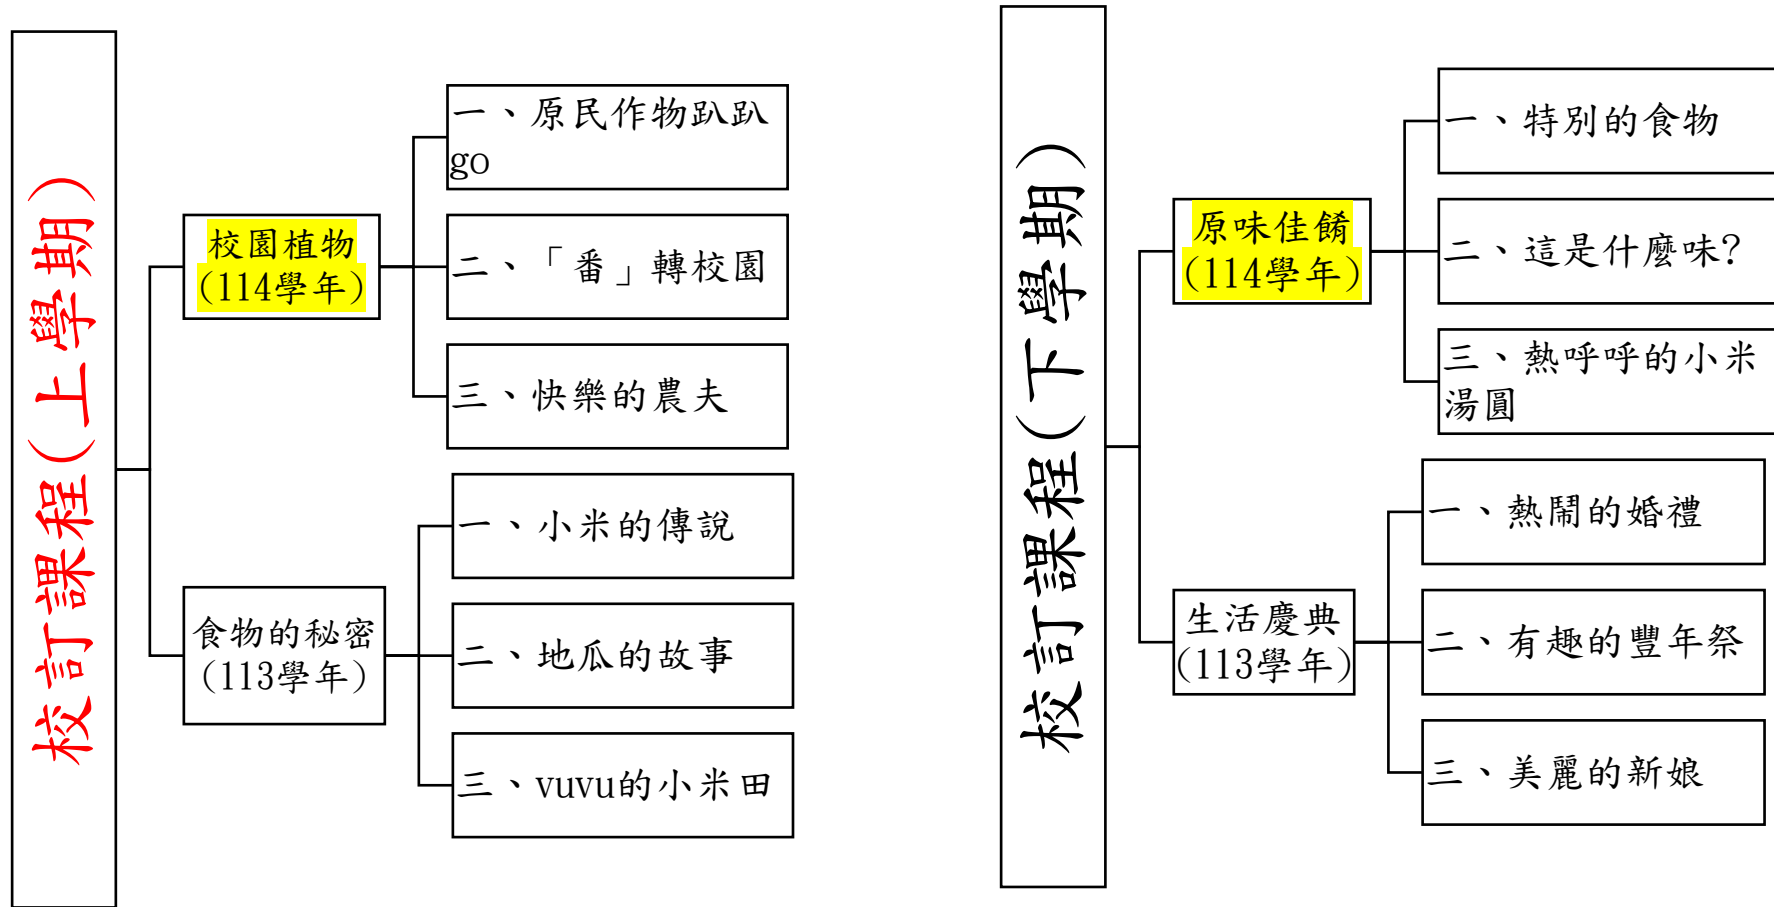 校訂課程(上學期)
校園植物
(114學年)
一、原民作物趴趴
go
二、「番」轉校園
三、快樂的農夫
食物的秘密
(113學年)
一、小米的傳說
二、地瓜的故事
三、vuvu的小米田
校訂課程(下學期)
原味佳餚
(114學年)
一、特別的食物
二、這是什麼味?
三、熱呼呼的小米
湯圓
生活慶典
(113學年)
一、熱鬧的婚禮
二、有趣的豐年祭
三、美麗的新娘